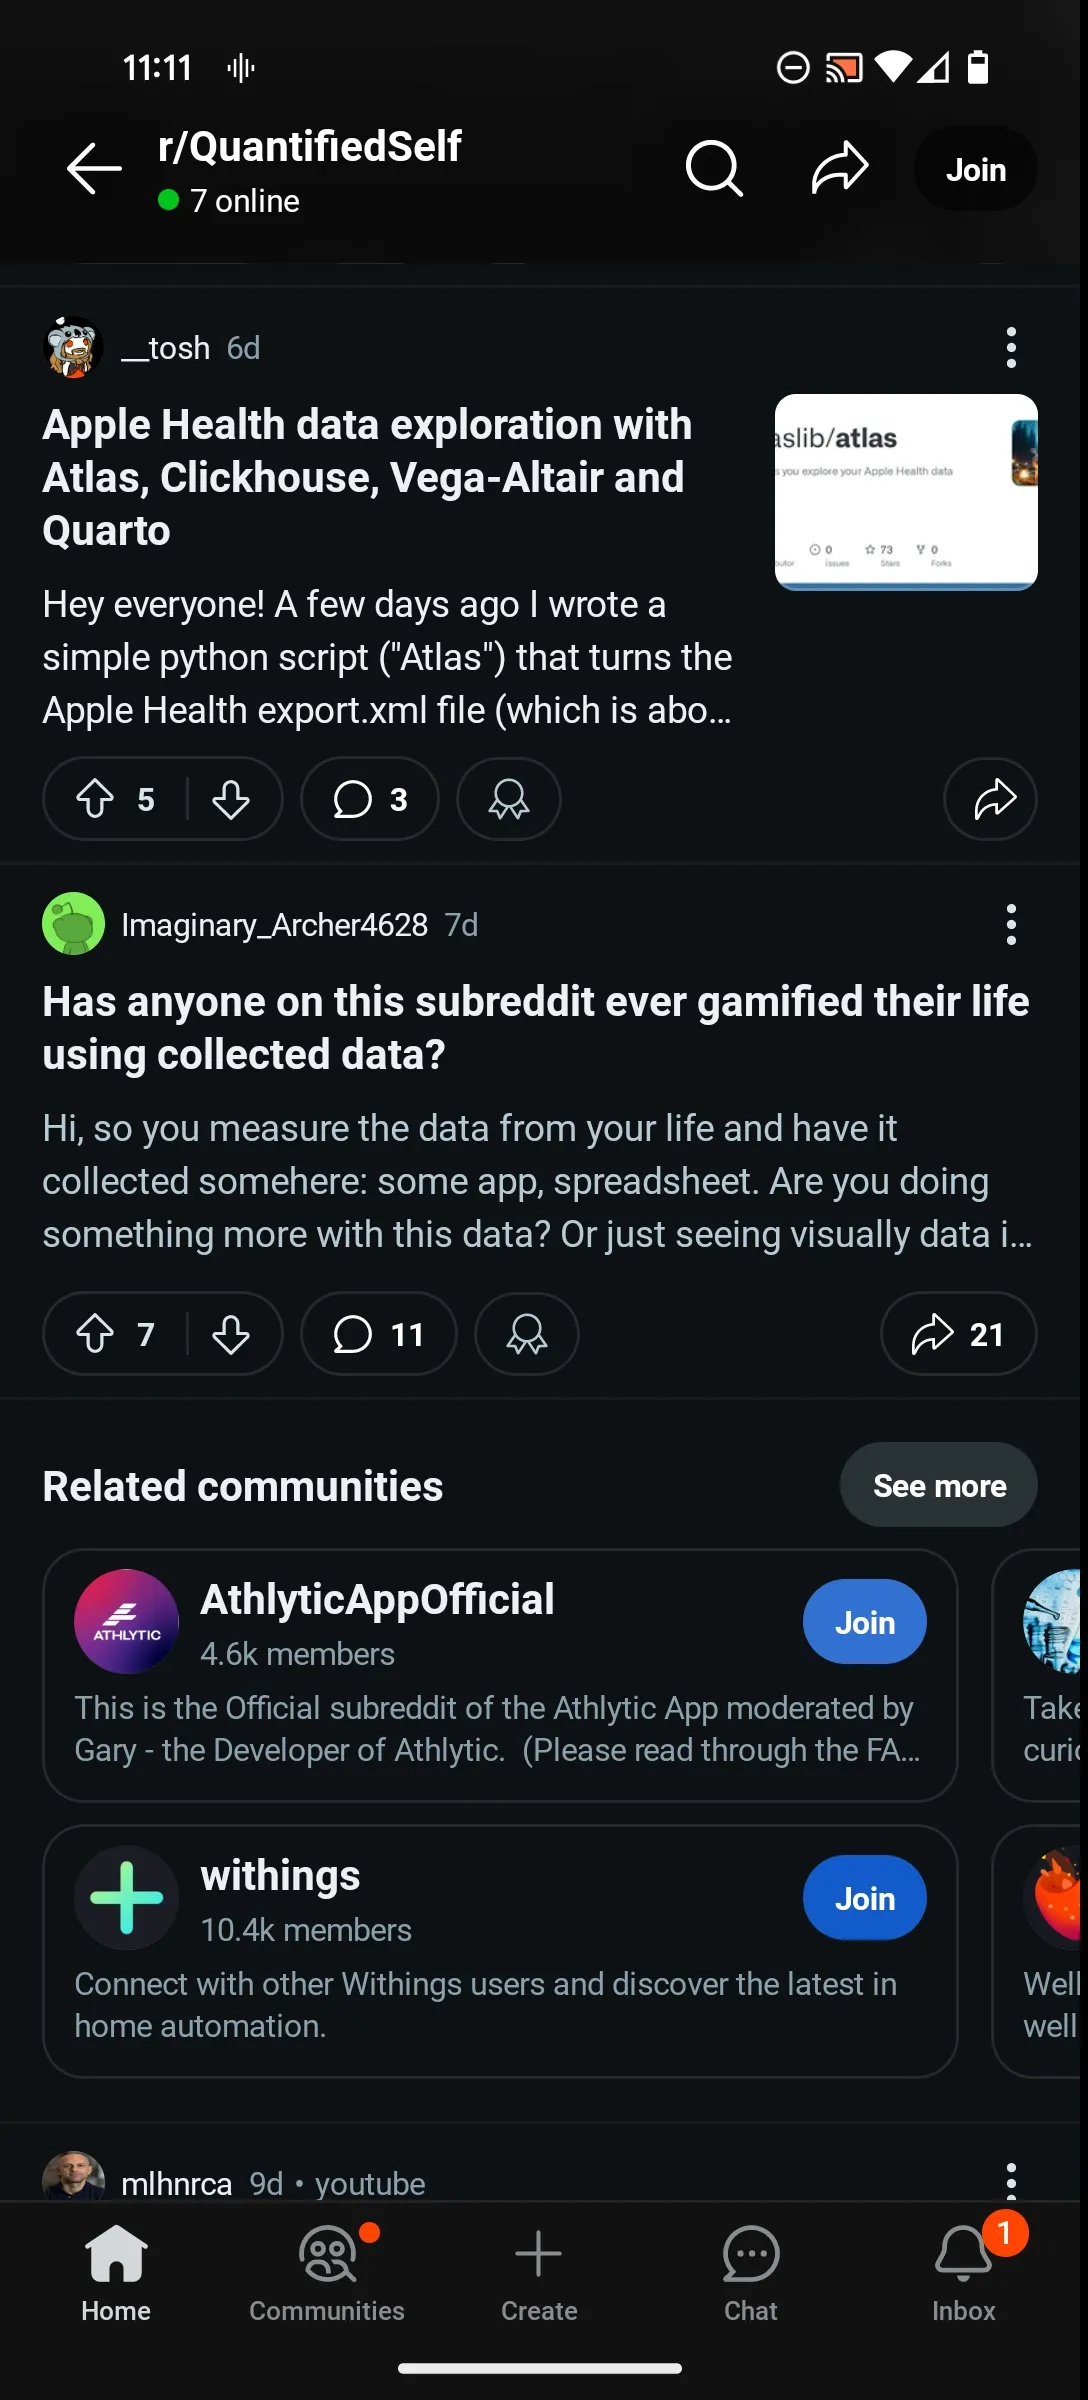 11:11
r/QuantifiedSelf
7 online
Join
__tosh 6d
Apple Health data exploration with
Atlas, Clickhouse, Vega-Altair and
Quarto
aslib/atlas
s you explore your Apple Health data
0 73 0
Issues Stars Forks
Hey everyone! A few days ago I wrote a
simple python script ("Atlas") that turns the
Apple Health export.xml file (which is abo...
5 3
Imaginary_Archer4628 7d
Has anyone on this subreddit ever gamified their life
using collected data?
Hi, so you measure the data from your life and have it
collected somehere: some app, spreadsheet. Are you doing
something more with this data? Or just seeing visually data i...
7 11 21
Related communities
See more
ATHLYTIC
AthlyticAppOfficial
4.6k members
Join
This is the Official subreddit of the Athlytic App moderated by
Gary - the Developer of Athlytic. (Please read through the FA...
Take
curio
withings
10.4k members
Join
Connect with other Withings users and discover the latest in
home automation.
Well
well
mlhnrca 9d • youtube
Home
Communities
Create
Chat
1
Inbox